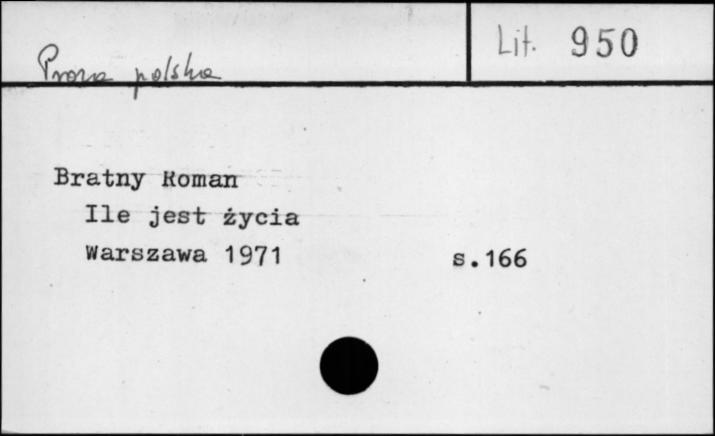 Proza polska
Lit. 950
Bratny Roman
Ile jest życia
Warszawa 1971 s.166